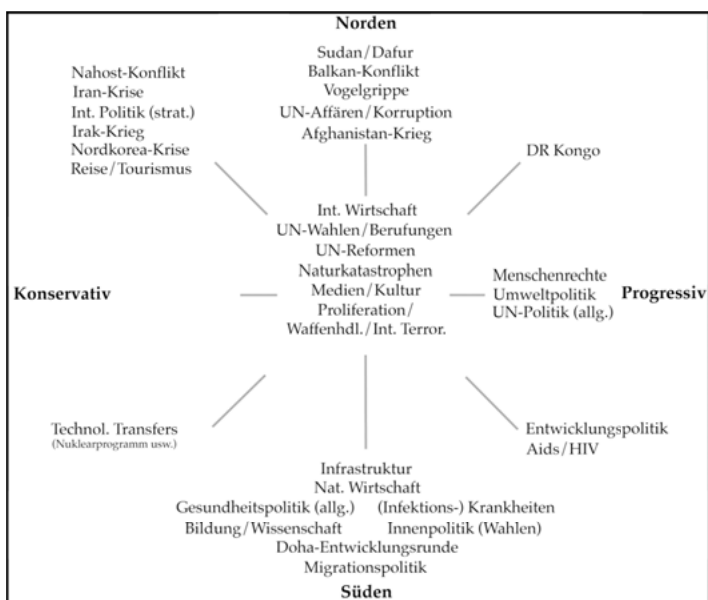 Norden
Sudan/Dafur
Balkan-Konflikt
Vogelgrippe
UN-Affären/Korruption
Afghanistan-Krieg
Nahost-Konflikt
Iran-Krise
Int. Politik (strat.)
Irak-Krieg
Nordkorea-Krise
Reise/Tourismus
DR Kongo
Int. Wirtschaft
UN-Wahlen/Berufungen
UN-Reformen
Naturkatastrophen
Medien/Kultur
Proliferation/
Waffenhdl./Int. Terror.
Konservativ
Menschenrechte
Umweltpolitik
UN-Politik (allg.)
Progressiv
Technol. Transfers
(Nuklearprogramm usw.)
Entwicklungspolitik
Aids/HIV
Infrastruktur
Nat. Wirtschaft
Gesundheitspolitik (allg.) (Infektions-) Krankheiten
Bildung/Wissenschaft Innenpolitik (Wahlen)
Doha-Entwicklungsrunde
Migrationspolitik
Süden